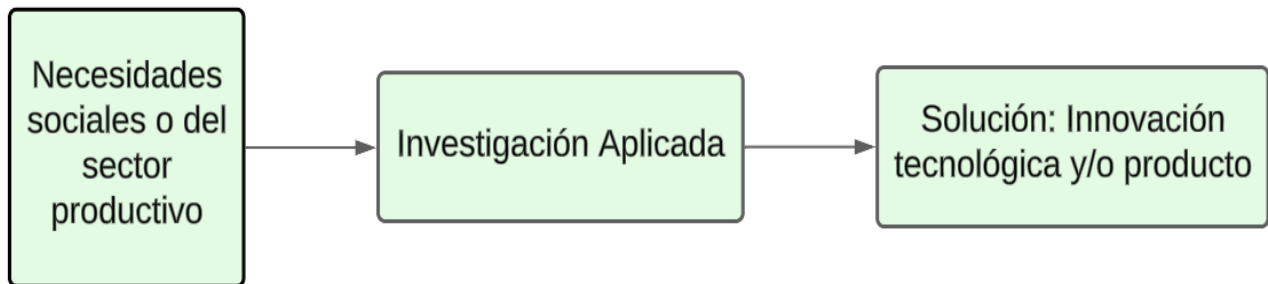 Necesidades
sociales o del
sector
productivo
Investigación Aplicada
Solución: Innovación
tecnológica y/o producto